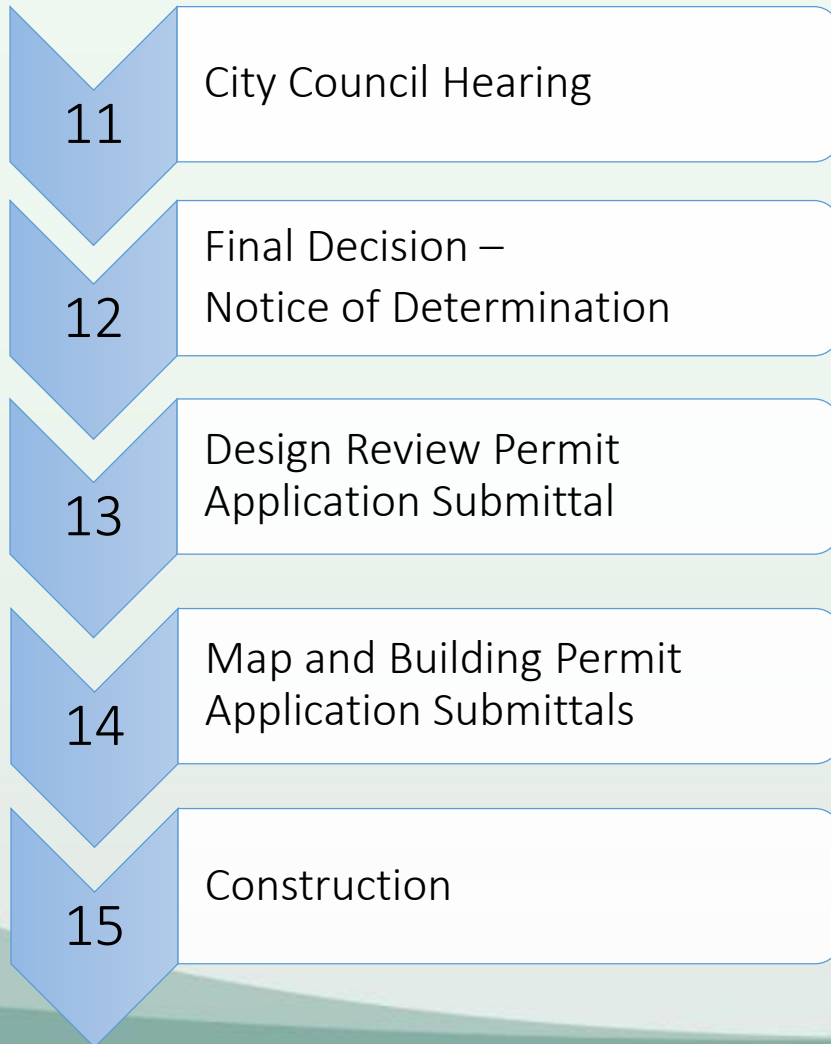 11
City Council Hearing
12
Final Decision –
Notice of Determination
13
Design Review Permit
Application Submittal
14
Map and Building Permit
Application Submittals
15
Construction